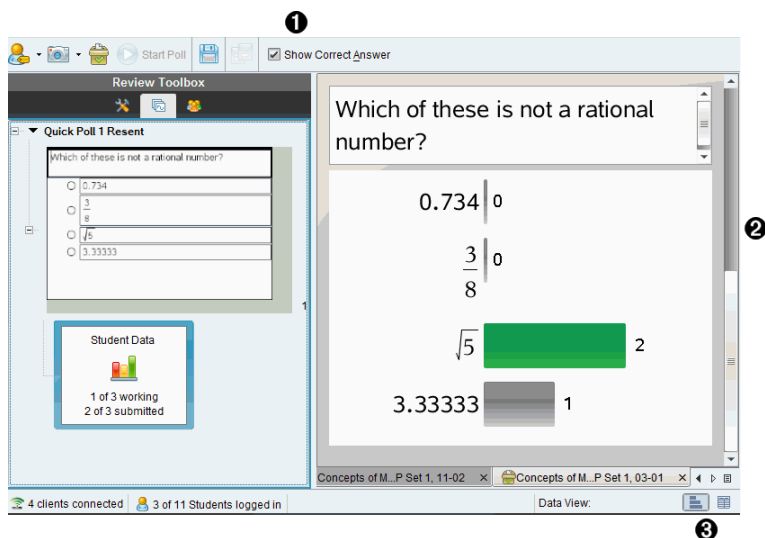 ❶
Start Poll
Show Correct Answer
Review Toolbox
Quick Poll 1 Resent
Which of these is not a rational number?
0.734
3
8
√5
3.33333
1
Student Data
1 of 3 working
2 of 3 submitted
Which of these is not a rational
number?
0.734 0
3
8
0
√5 2
3.33333 1
❷
Concepts of M...P Set 1, 11-02
Concepts of M...P Set 1, 03-01
4 clients connected
3 of 11 Students logged in
Data View:
❸